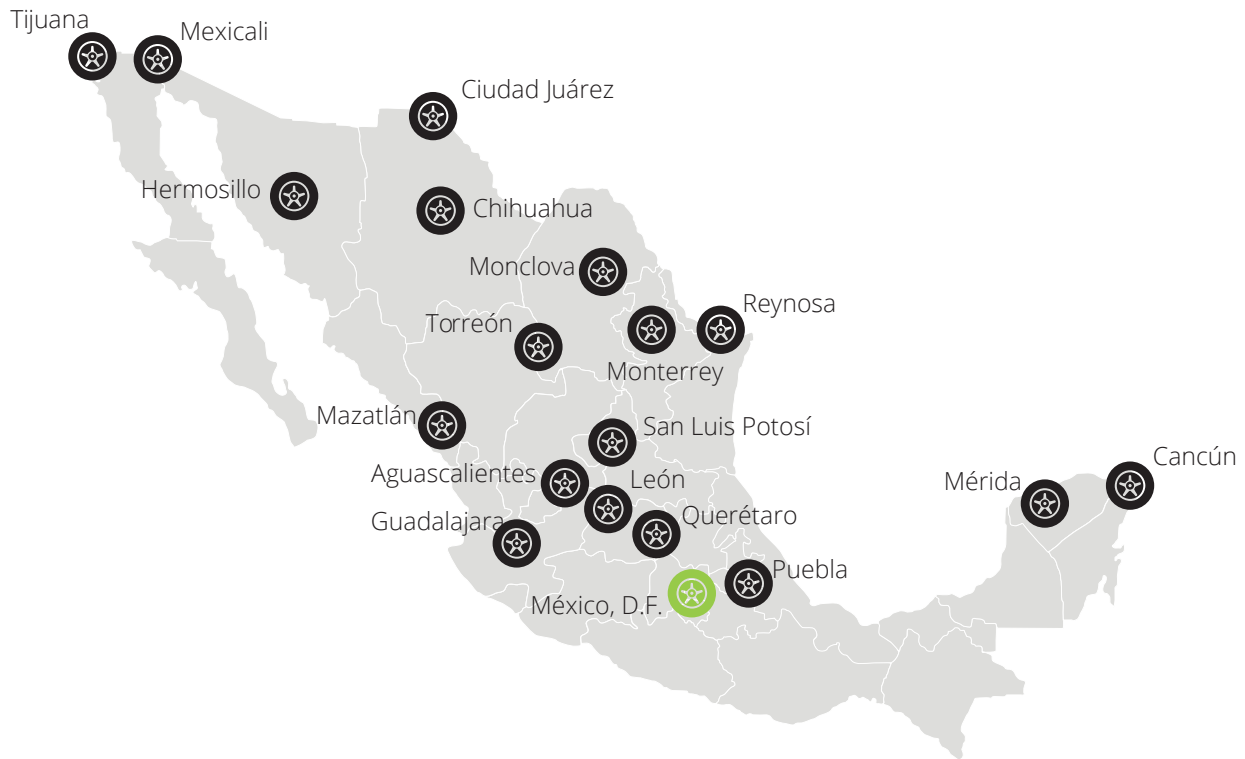 Tijuana
Mexicali
Ciudad Juárez
Hermosillo
Chihuahua
Monclova
Reynosa
Torreón
Monterrey
Mazatlán
San Luis Potosí
Cancún
Aguascalientes
León
Mérida
Guadalajara
Querétaro
Puebla
México, D.F.